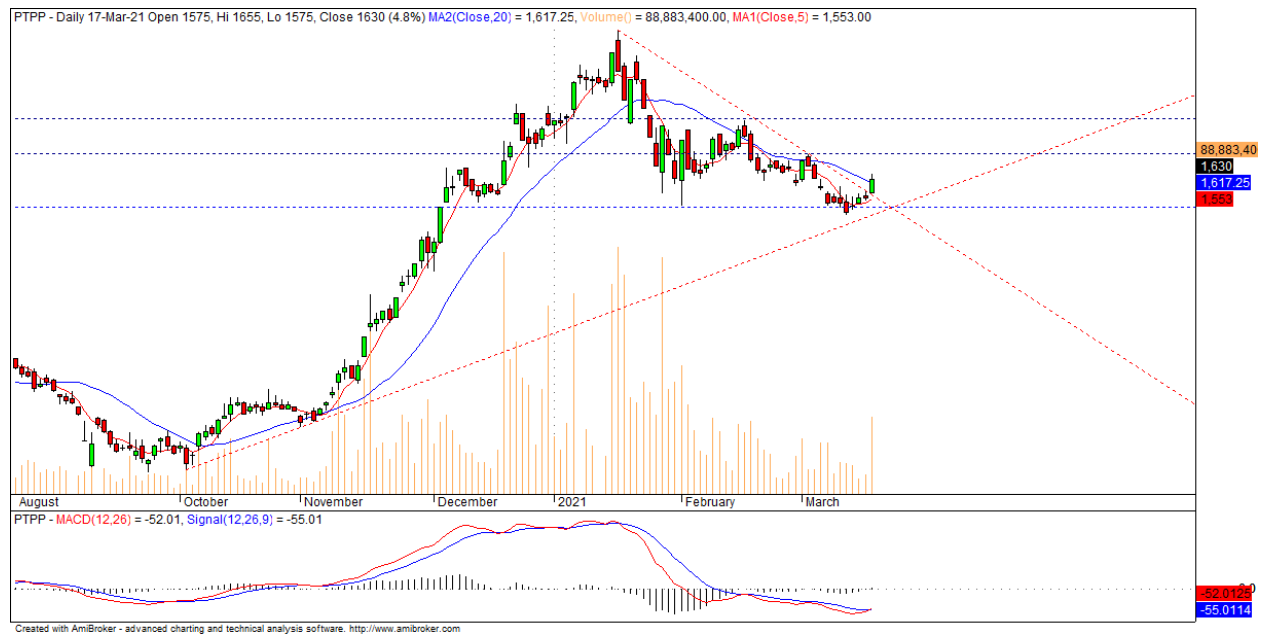 PTPP - Daily 17-Mar-21 Open 1575, Hi 1655, Lo 1575, Close 1630 (4.8%) MA2(Close,20) = 1,617.25, Volume() = 88,883,400.00, MA1(Close,5) = 1,553.00
88,883,40
1,630
1,617.25
1,553
August October November December 2021 February March
PTPP - MACD(12,26) = -52.01, Signal(12,26,9) = -55.01
-52.0125
-55.0114
Created with AmiBroker - advanced charting and technical analysis software. http://www.amibroker.com